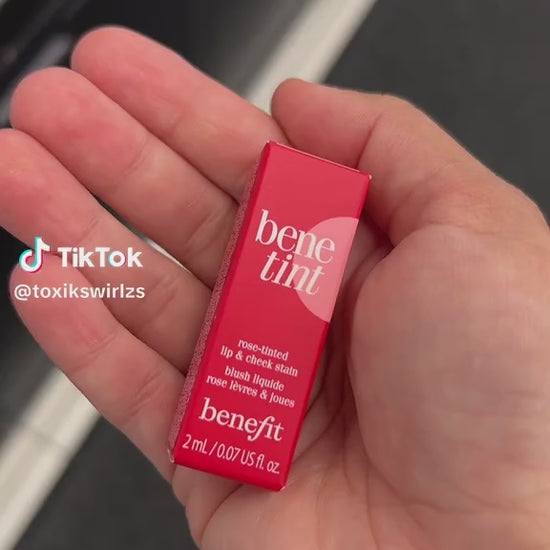 TikTok
@toxikswirlzs
bene
tint
rose-tinted
lip & cheek stain
blush liquide
rose lèvres & joues
benefit
2 mL / 0.07 US fl. oz.